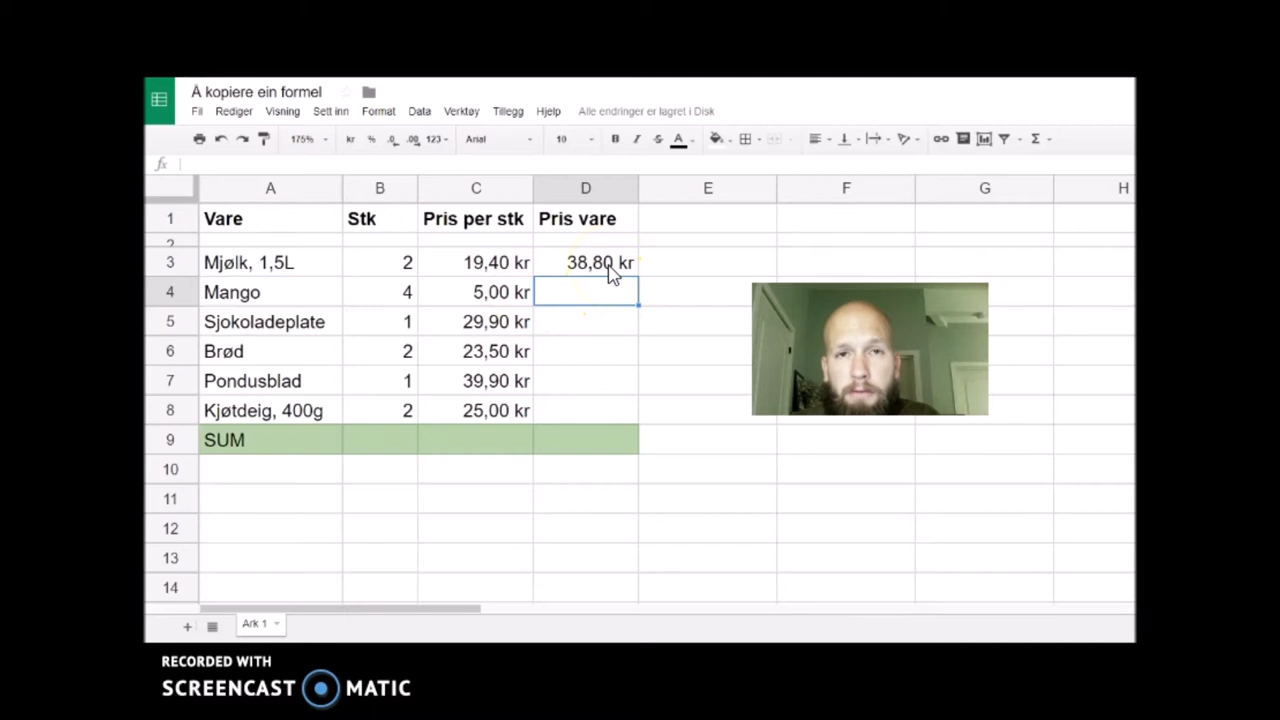 Å kopiere ein formel
Fil Rediger Visning Sett inn Format Data Verktøy Tillegg Hjelp Alle endringer er lagret i Disk
175% kr % .0 .00 123 Arial 10 B I S A Σ
fx
A B C D E F G H
1 Vare Stk Pris per stk Pris vare
2
3 Mjølk, 1,5L 2 19,40 kr 38,80 kr
4 Mango 4 5,00 kr
5 Sjokoladeplate 1 29,90 kr
6 Brød 2 23,50 kr
7 Pondusblad 1 39,90 kr
8 Kjøtdeig, 400g 2 25,00 kr
9 SUM
10
11
12
13
14
+ Ark 1
RECORDED WITH
SCREENCAST MATIC